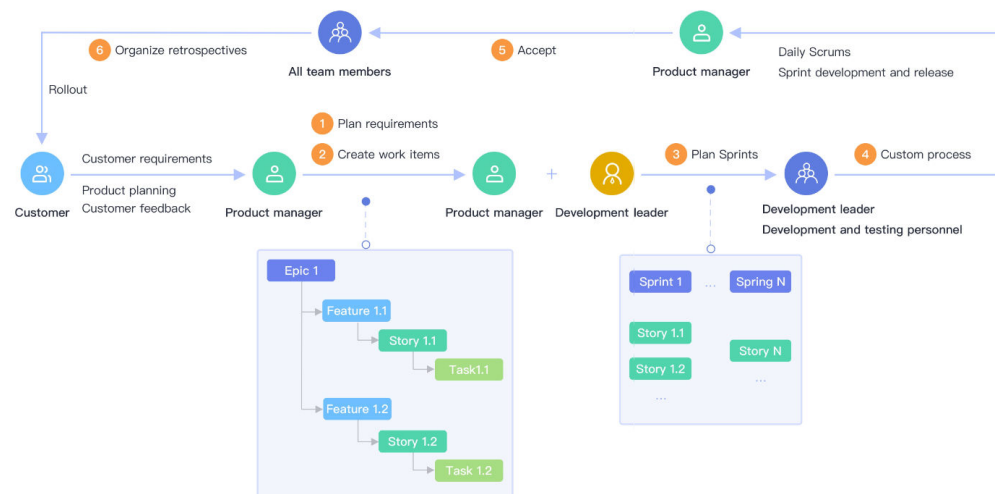 6 Organize retrospectives
All team members
5 Accept
Product manager
Daily Scrums
Sprint development and release
Rollout
1 Plan requirements
2 Create work items
Customer requirements
Product planning
Customer feedback
Customer
Product manager
Product manager
+
Development leader
3 Plan Sprints
4 Custom process
Development leader
Development and testing personnel
Epic 1
Feature 1.1
Story 1.1
Task1.1
Feature 1.2
Story 1.2
Task 1.2
Sprint 1 ... Spring N
Story 1.1
Story 1.2
...
Story N
...